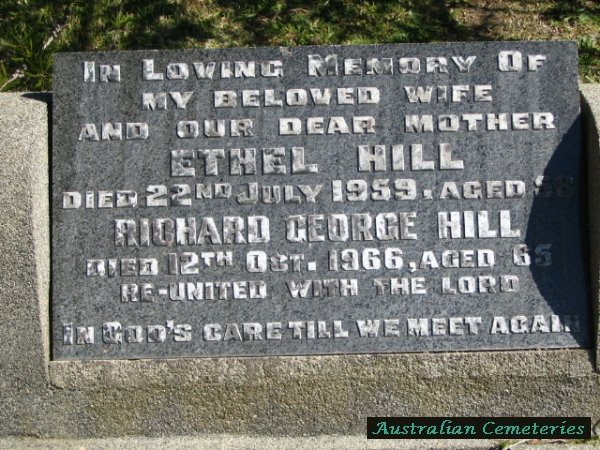 In Loving Memory Of
MY BELOVED WIFE
AND OUR DEAR MOTHER
ETHEL HILL
DIED 22ND JULY 1959, AGED
RICHARD GEORGE HILL
DIED 12TH OCT. 1966, AGED 65
RE-UNITED WITH THE LORD
IN GOD'S CARE TILL WE MEET AGAIN
Australian Cemeteries